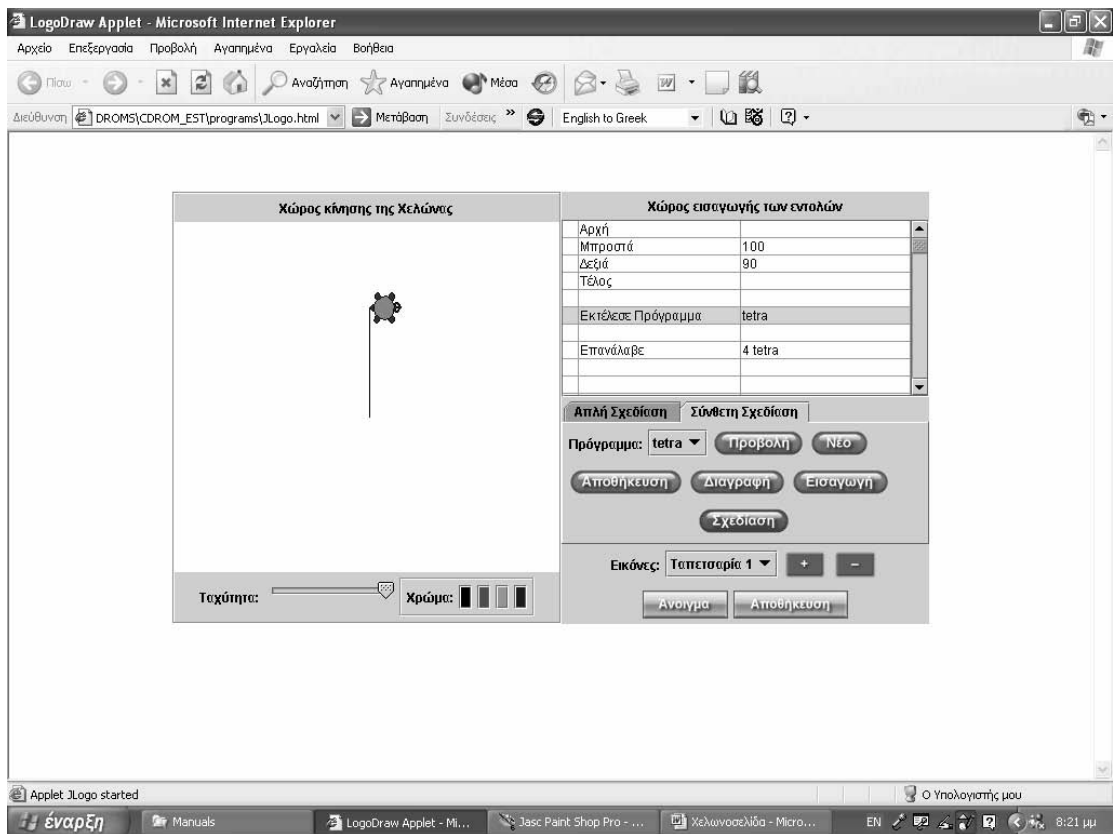 LogoDraw Applet - Microsoft Internet Explorer
Αρχείο Επεξεργασία Προβολή Αγαπημένα Εργαλεία Βοήθεια
Πίσω Αναζήτηση Αγαπημένα Μέσα
Διεύθυνση DROMS\CDROM_EST\programs\JLogo.html Μετάβαση Συνδέσεις » English to Greek
Χώρος κίνησης της Χελώνας
Χώρος εισαγωγής των εντολών
Αρχή
Μπροστά 100
Δεξιά 90
Τέλος
Εκτέλεσε Πρόγραμμα tetra
Επανάλαβε 4 tetra
Απλή Σχεδίαση Σύνθετη Σχεδίαση
Πρόγραμμα: tetra Προβολή Νέο
Αποθήκευση Διαγραφή Εισαγωγή
Σχεδίαση
Εικόνες: Ταπετσαρία 1 + -
Ταχύτητα: Χρώμα:
Άνοιγμα Αποθήκευση
Applet JLogo started Ο Υπολογιστής μου
έναρξη Manuals LogoDraw Applet - Mi... Jasc Paint Shop Pro - ... Χελωνοσελίδα - Micro... EN 8:21 μμ